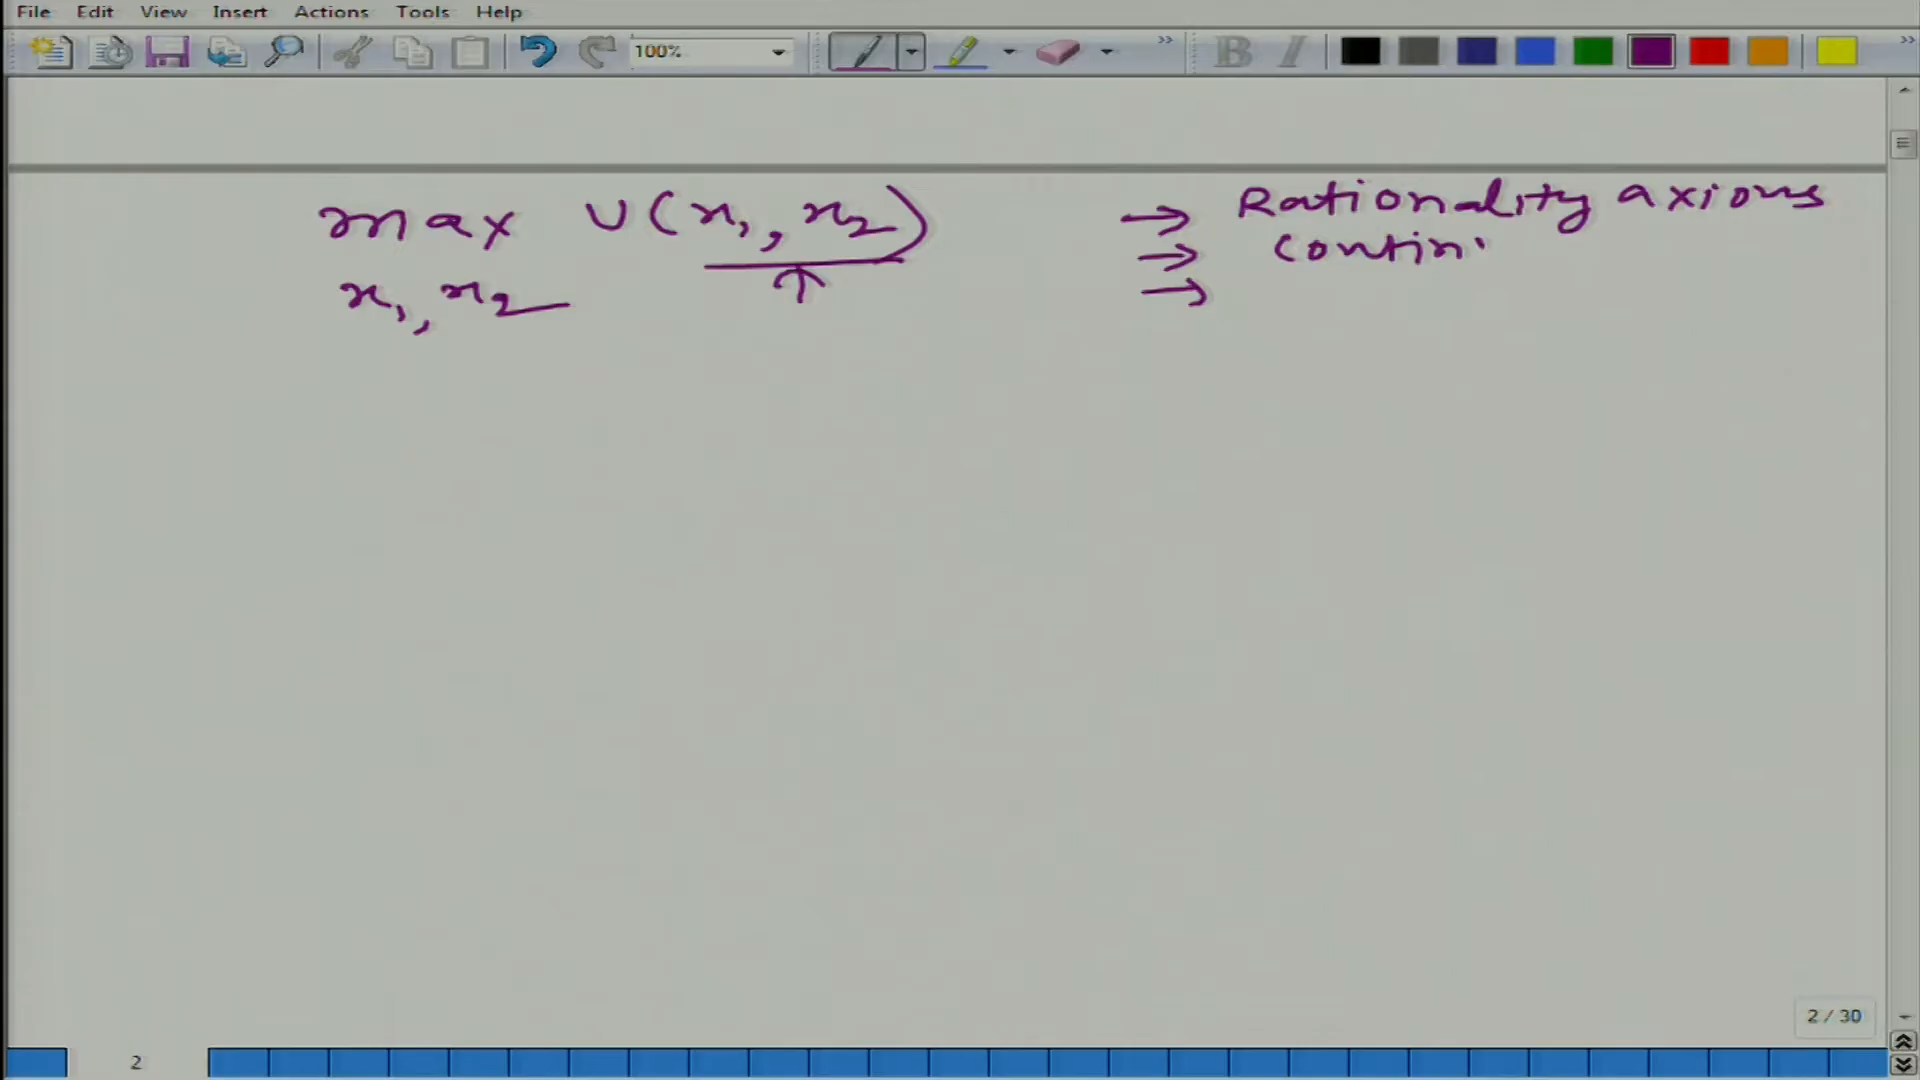 File Edit View Insert Actions Tools Help
100% B I
max U(x1, x2) → Rationality axioms
x1, x2 ↑ → contin
→
2 / 30
2